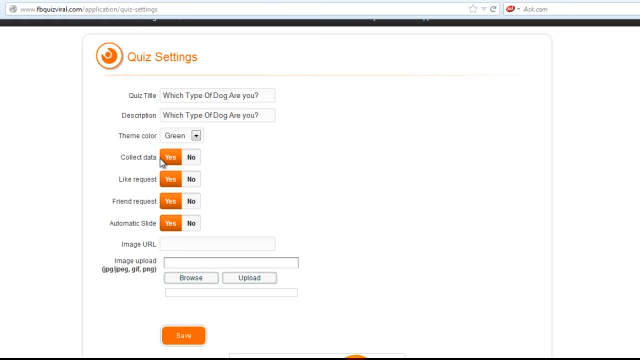 www.fbquizviral.com/application/quiz-settings
Ask.com
Quiz Settings
Quiz Title Which Type Of Dog Are you?
Description Which Type Of Dog Are you?
Theme color Green
Collect data Yes No
Like request Yes No
Friend request Yes No
Automatic Slide Yes No
Image URL
Image upload
(jpg/jpeg, gif, png)
Browse Upload
Save